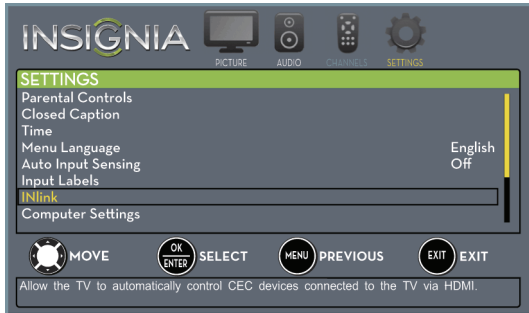 INSIGNIA
PICTURE AUDIO CHANNELS SETTINGS
SETTINGS
Parental Controls
Closed Caption
Time
Menu Language English
Auto Input Sensing Off
Input Labels
INlink
Computer Settings
MOVE OK ENTER SELECT MENU PREVIOUS EXIT EXIT
Allow the TV to automatically control CEC devices connected to the TV via HDMI.